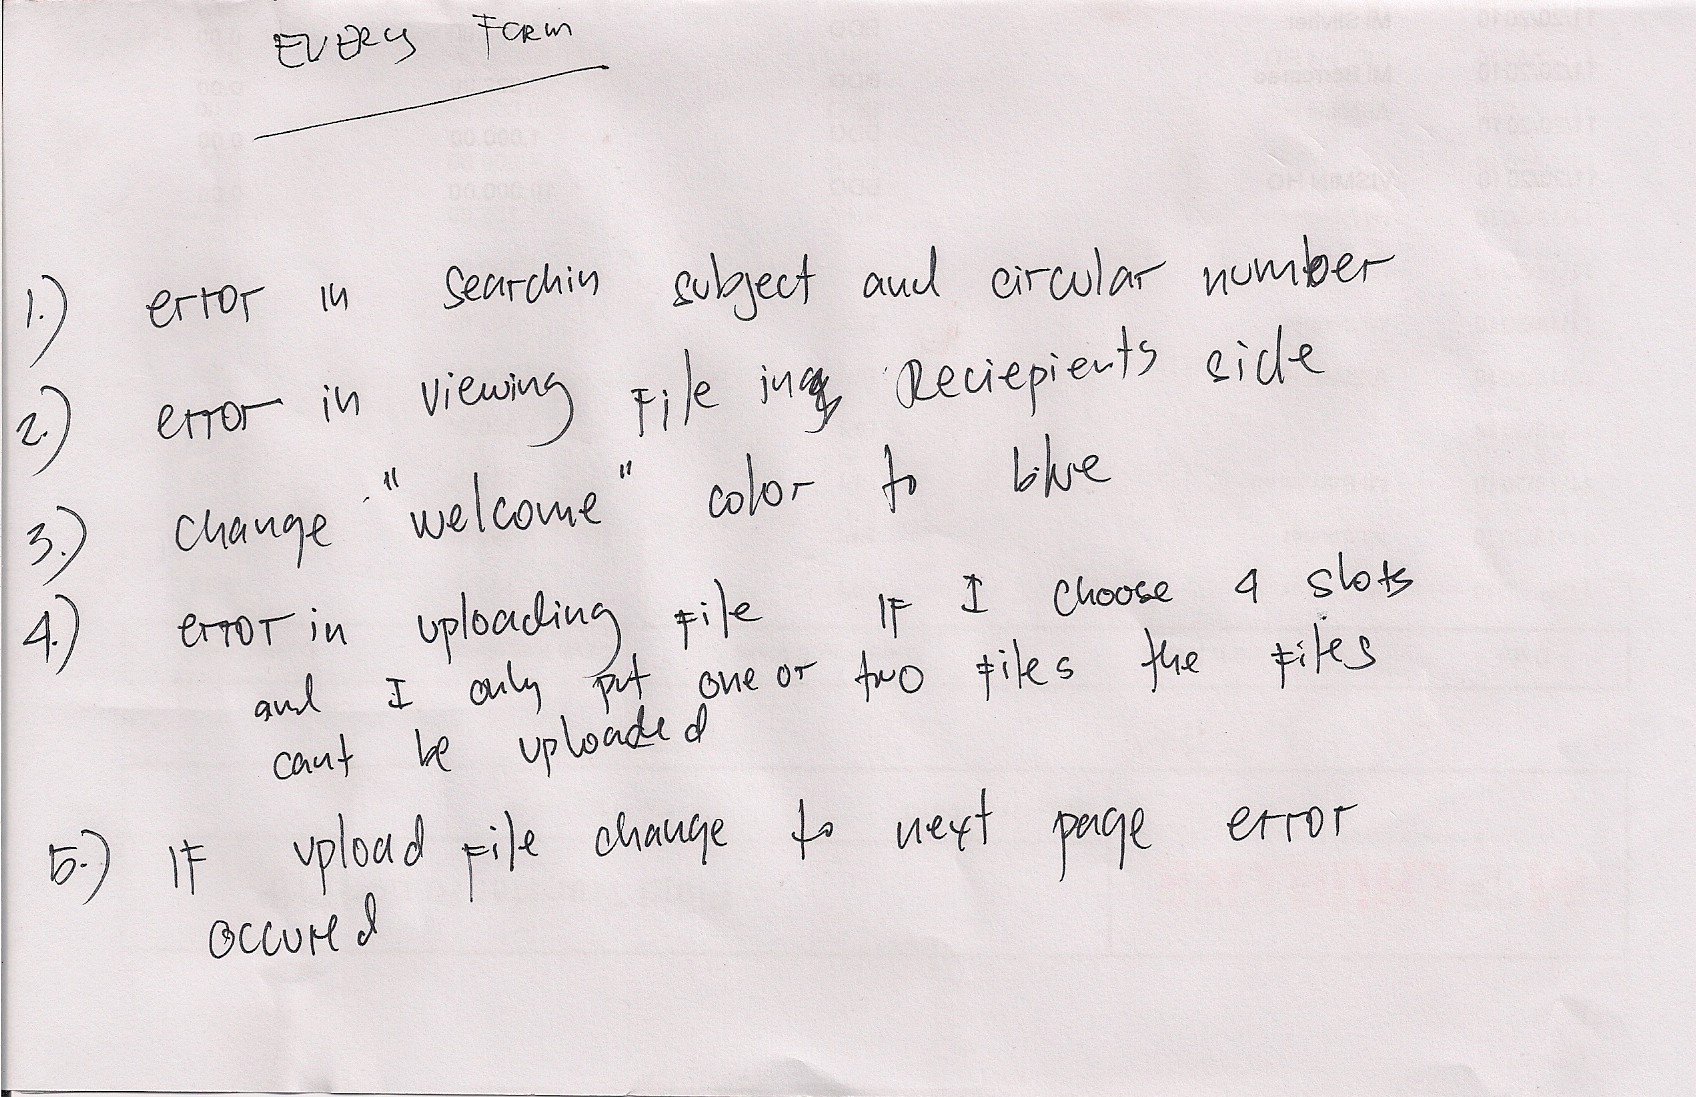 EVERY FORM
1.) error in searchin subject and circular number
2.) error in viewing File in Reciepients side
3.) change "welcome" color to blue
4.) error in uploading file IF I choose 4 slots
and I only put one or two files the files
cant be uploaded
5.) IF upload file change to next page error
occured